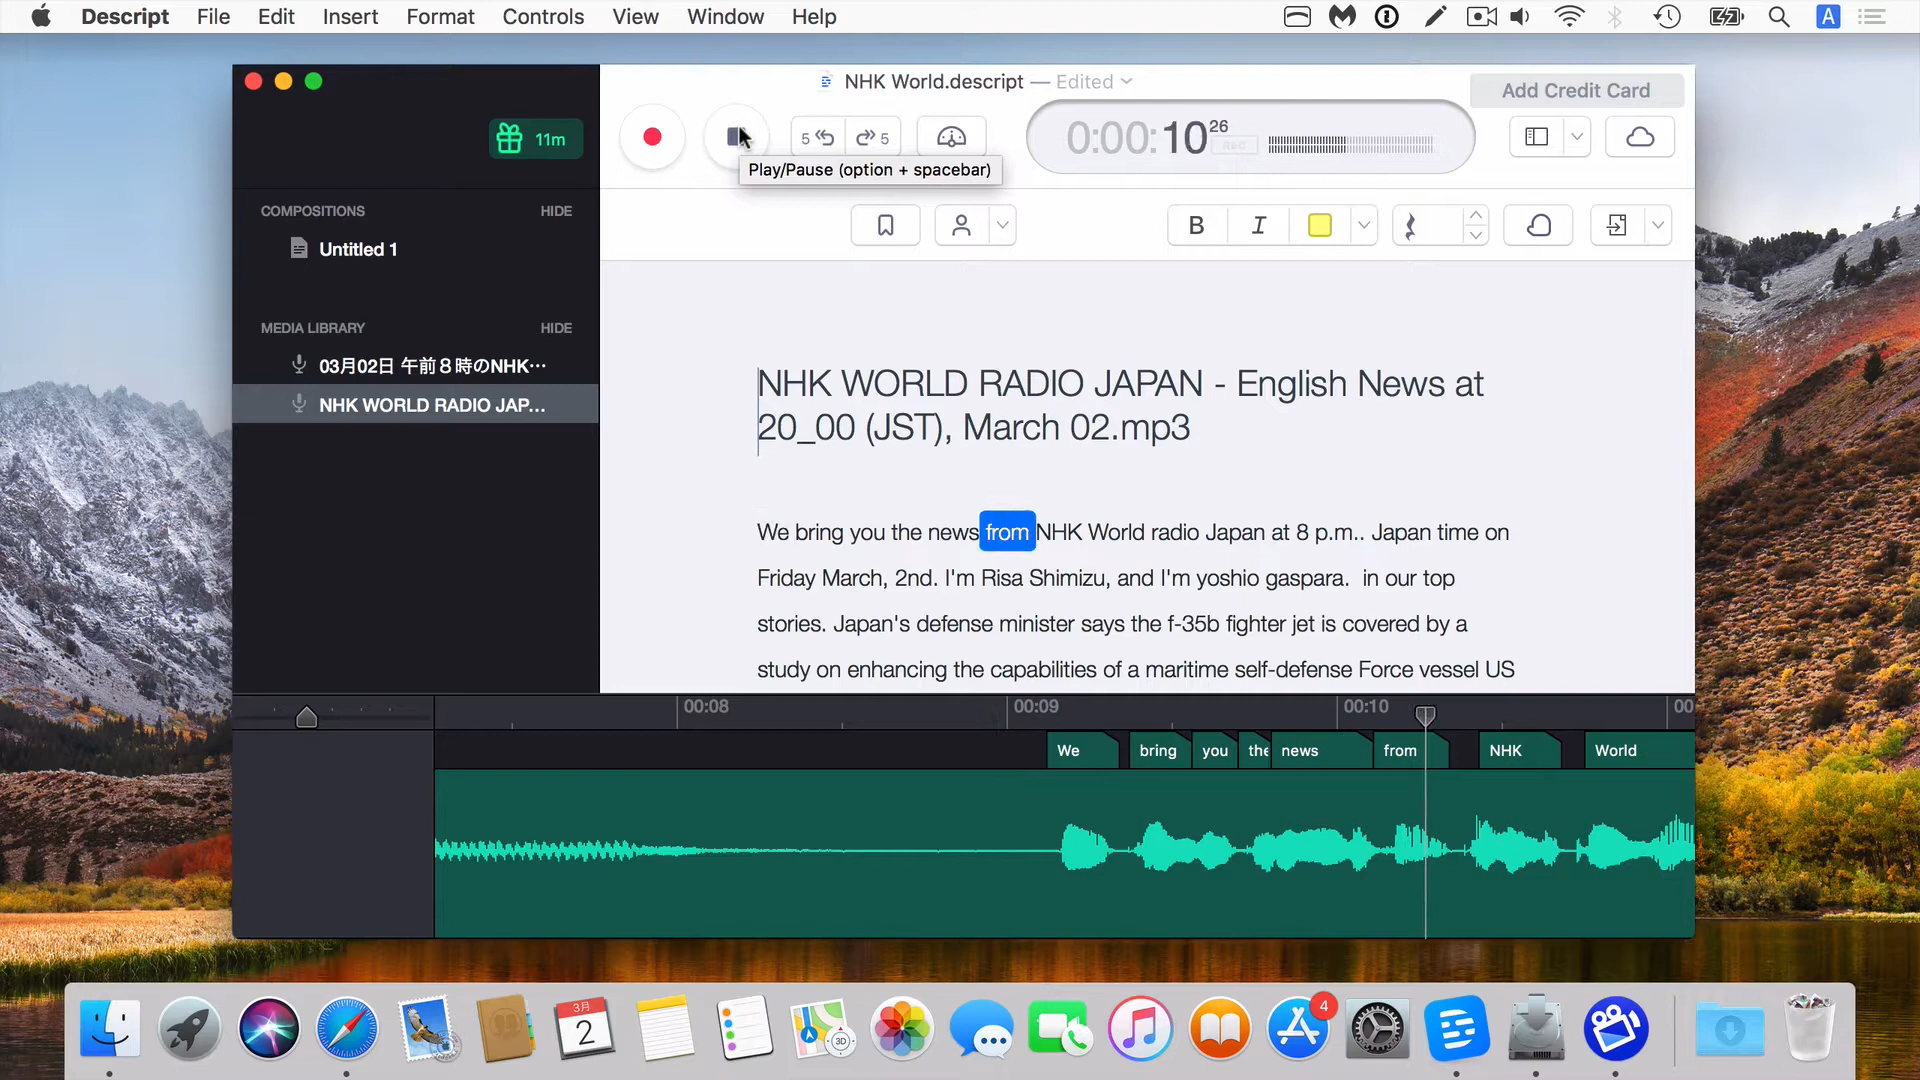 Descript File Edit Insert Format Controls View Window Help A
NHK World.descript — Edited
Add Credit Card
11m
5 5
0:00:10 26
REC
Play/Pause (option + spacebar)
COMPOSITIONS HIDE
Untitled 1
B I
MEDIA LIBRARY HIDE
03月02日 午前８時のNHK…
NHK WORLD RADIO JAP...
NHK WORLD RADIO JAPAN - English News at
20_00 (JST), March 02.mp3
We bring you the news from NHK World radio Japan at 8 p.m.. Japan time on
Friday March, 2nd. I'm Risa Shimizu, and I'm yoshio gaspara. in our top
stories. Japan's defense minister says the f-35b fighter jet is covered by a
study on enhancing the capabilities of a maritime self-defense Force vessel US
00:08 00:09 00:10 00
We bring you the news from NHK World
3月
2
3D
4